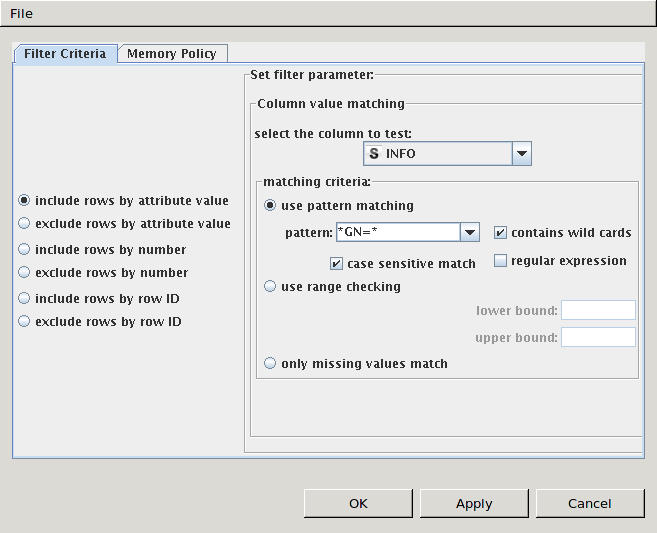 File
Filter Criteria
Memory Policy
Set filter parameter:
Column value matching
select the column to test:
S INFO
matching criteria:
include rows by attribute value
exclude rows by attribute value
include rows by number
exclude rows by number
include rows by row ID
exclude rows by row ID
use pattern matching
pattern: *GN=* contains wild cards
case sensitive match regular expression
use range checking
lower bound:
upper bound:
only missing values match
OK
Apply
Cancel